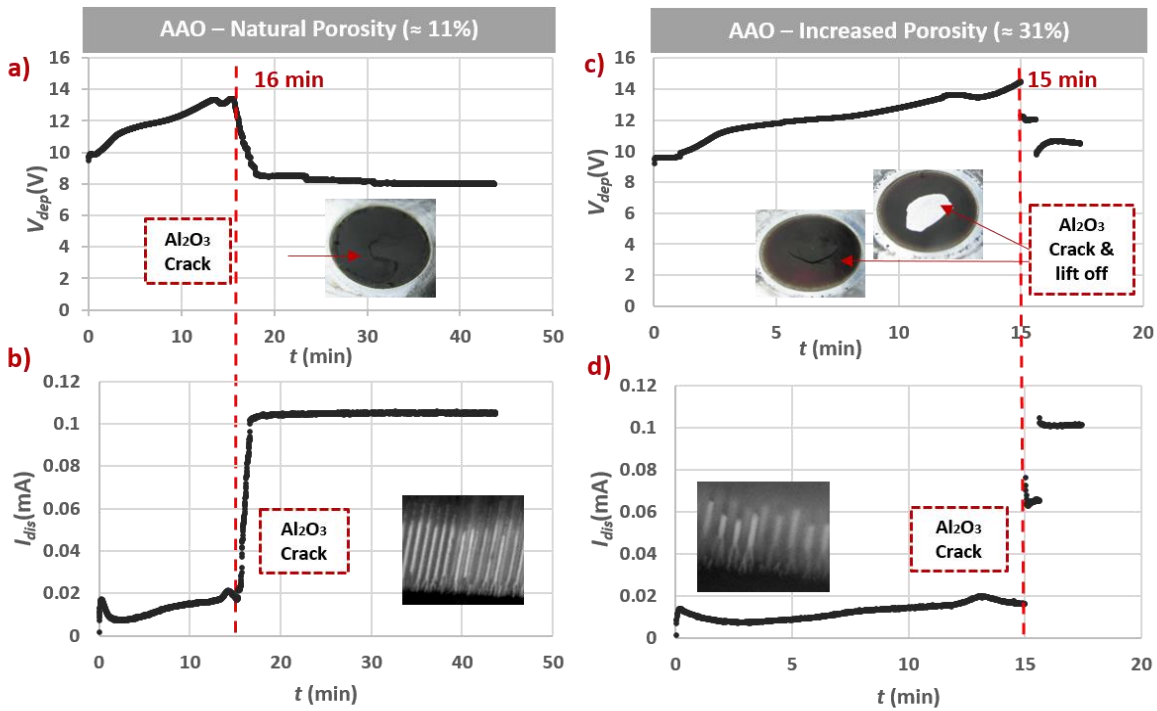 AAO – Natural Porosity (≈ 11%)
a)
16 min
16
14
12
10
8
6
4
2
0
V_dep(V)
Al₂O₃
Crack
0
10
20
30
40
50
t (min)
b)
0.12
0.1
0.08
0.06
0.04
0.02
0
I_dis(mA)
Al₂O₃
Crack
0
10
20
30
40
50
t (min)
AAO – Increased Porosity (≈ 31%)
c)
15 min
16
14
12
10
8
6
4
2
0
V_dep(V)
Al₂O₃
Crack &
lift off
0
5
10
15
20
t (min)
d)
0.12
0.1
0.08
0.06
0.04
0.02
0
I_dis(mA)
Al₂O₃
Crack
0
5
10
15
20
t (min)